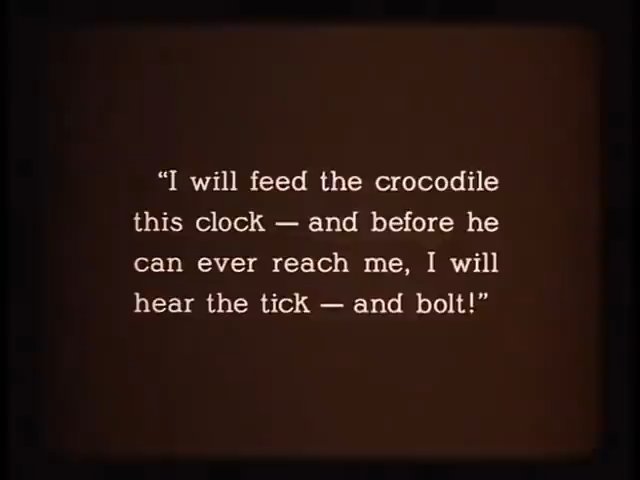 “I will feed the crocodile
this clock — and before he
can ever reach me, I will
hear the tick — and bolt!”